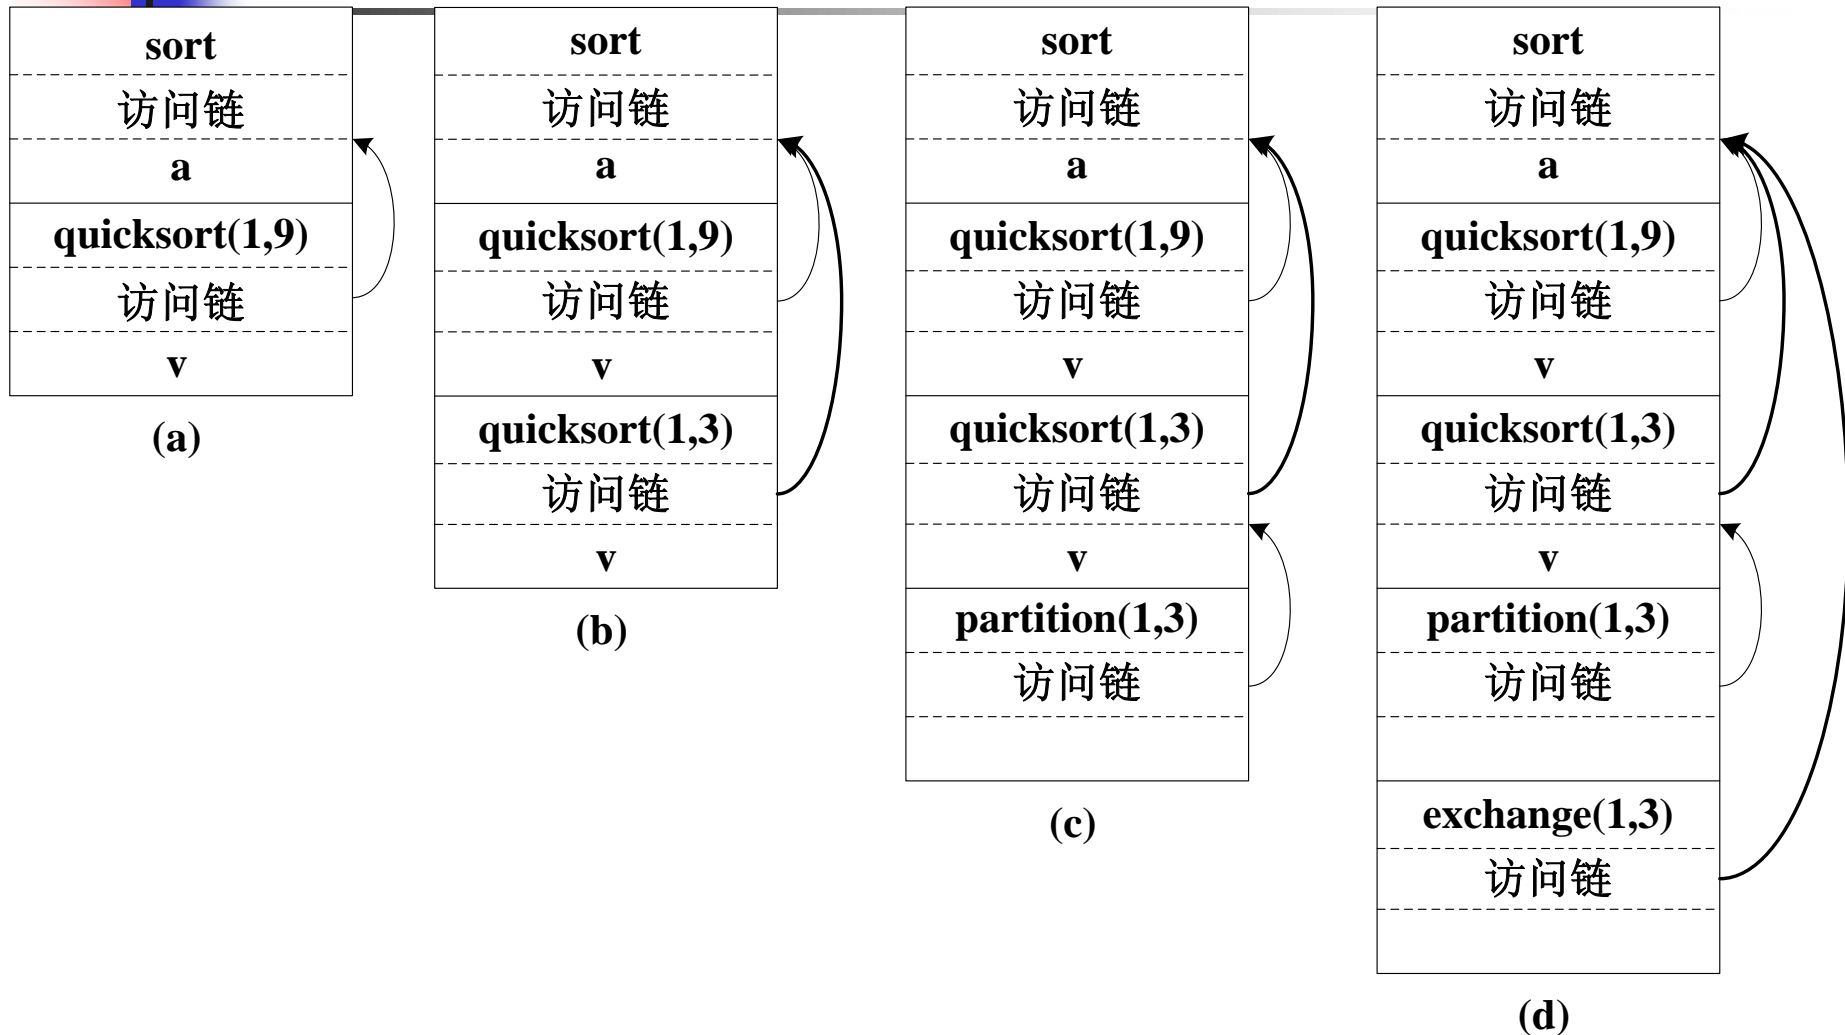 sort
访问链
a
quicksort(1,9)
访问链
v
(a)
sort
访问链
a
quicksort(1,9)
访问链
v
quicksort(1,3)
访问链
v
(b)
sort
访问链
a
quicksort(1,9)
访问链
v
quicksort(1,3)
访问链
v
partition(1,3)
访问链
(c)
sort
访问链
a
quicksort(1,9)
访问链
v
quicksort(1,3)
访问链
v
partition(1,3)
访问链
exchange(1,3)
访问链
(d)